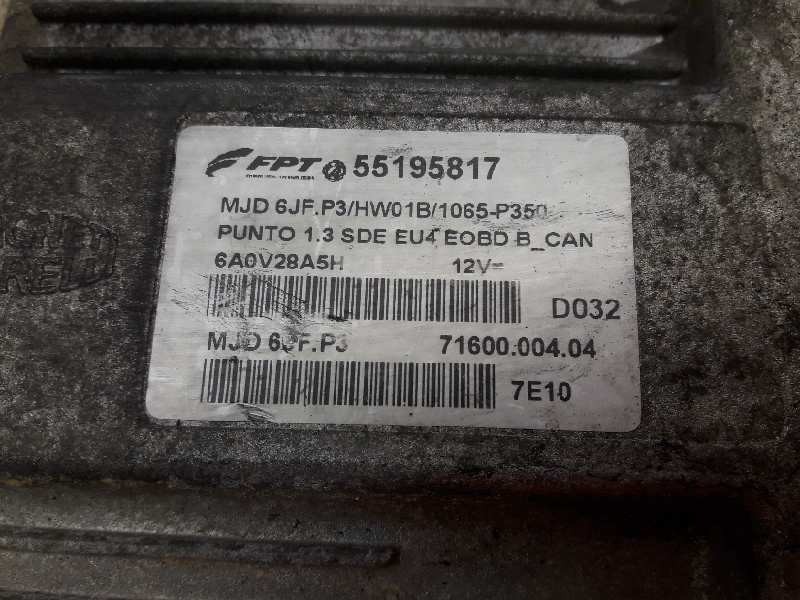 FPT 55195817
MJD 6JF.P3/HW01B/1065-P350
PUNTO 1.3 SDE EU4 EOBD B_CAN
6A0V28A5H 12V=
D032
MJD 6JF.P3 71600.004.04
7E10